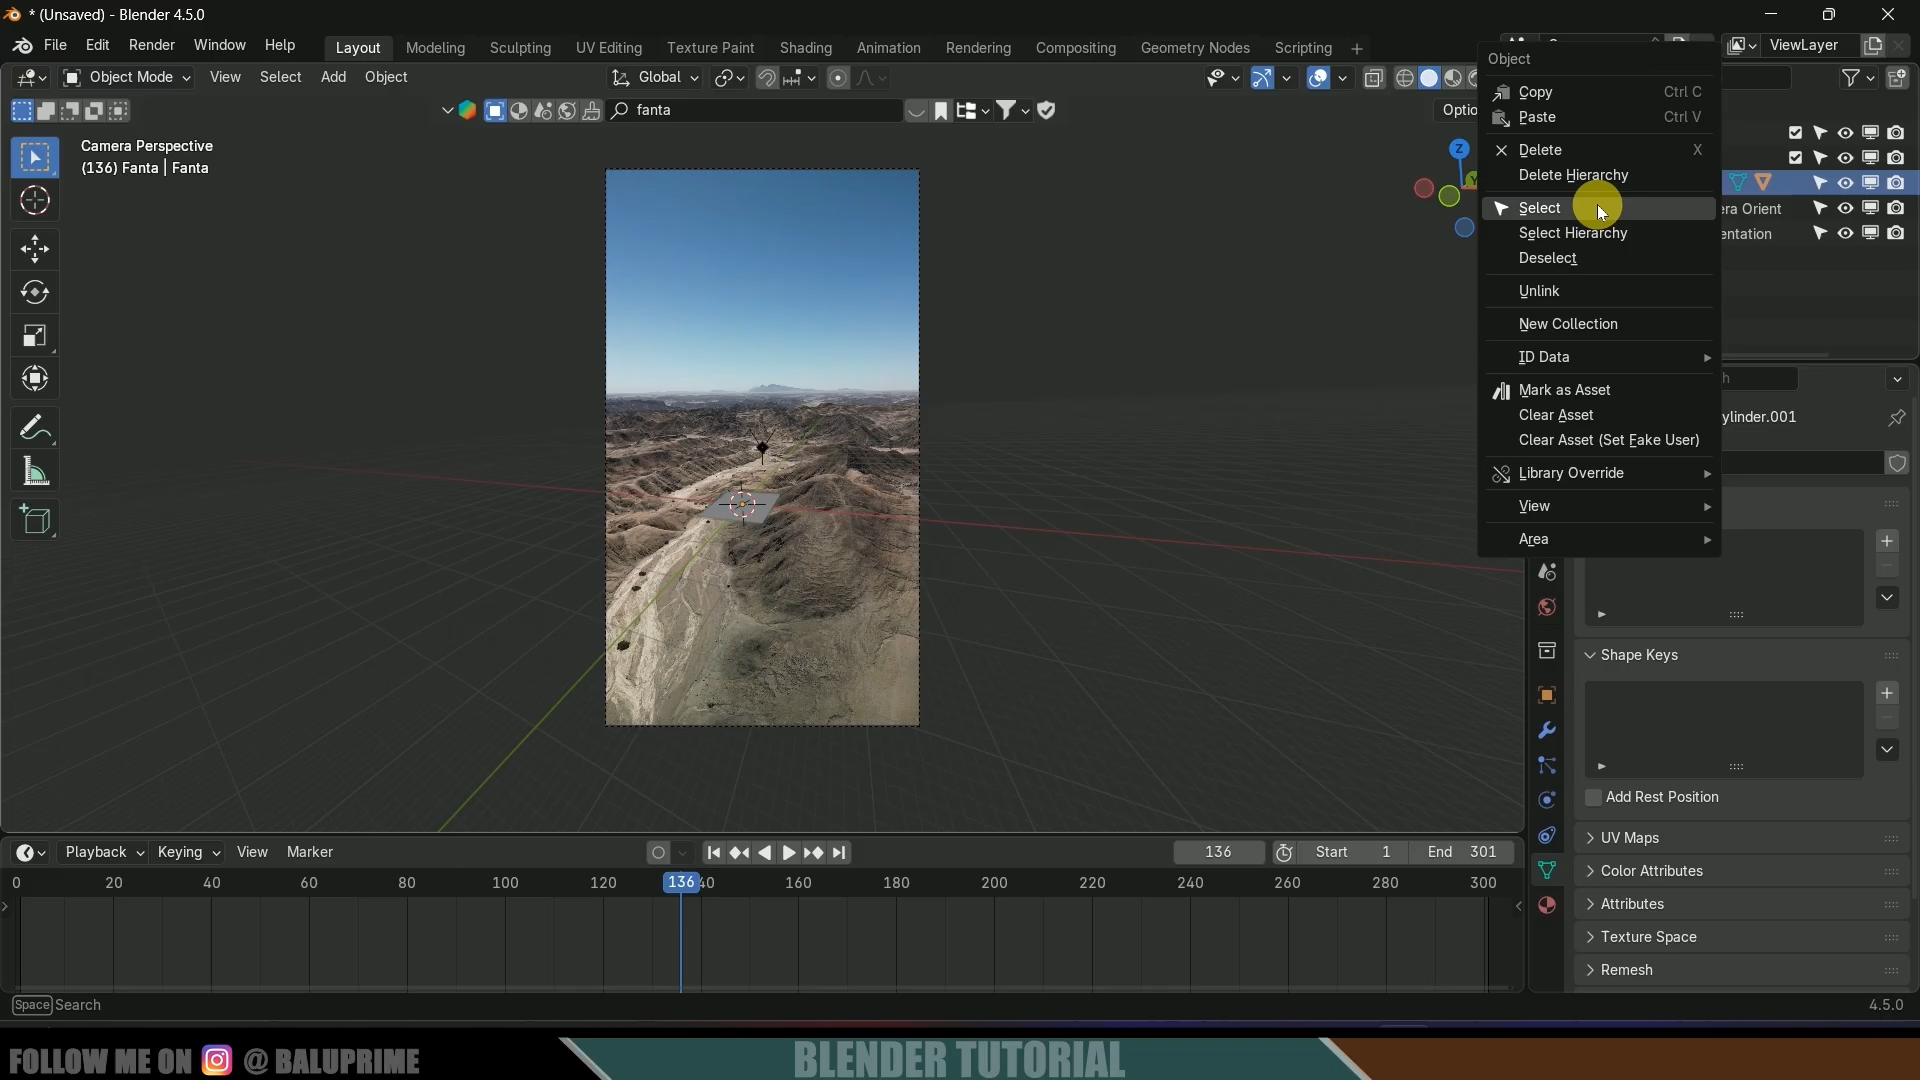 * (Unsaved) - Blender 4.5.0
File Edit Render Window Help
Layout Modeling Sculpting UV Editing Texture Paint Shading Animation Rendering Compositing Geometry Nodes Scripting +
ViewLayer
Object Mode View Select Add Object
Global
fanta
Optio
Camera Perspective
(136) Fanta | Fanta
Z
Y
Object
Copy Ctrl C
Paste Ctrl V
Delete X
Delete Hierarchy
Select
Select Hierarchy
Deselect
Unlink
New Collection
ID Data
Mark as Asset
Clear Asset
Clear Asset (Set Fake User)
Library Override
View
Area
era Orient
entation
h
ylinder.001
Shape Keys
Add Rest Position
UV Maps
Color Attributes
Attributes
Texture Space
Remesh
Playback Keying View Marker
136 Start 1 End 301
0 20 40 60 80 100 120 136 40 160 180 200 220 240 260 280 300
Space Search
4.5.0
FOLLOW ME ON @ BALUPRIME
BLENDER TUTORIAL